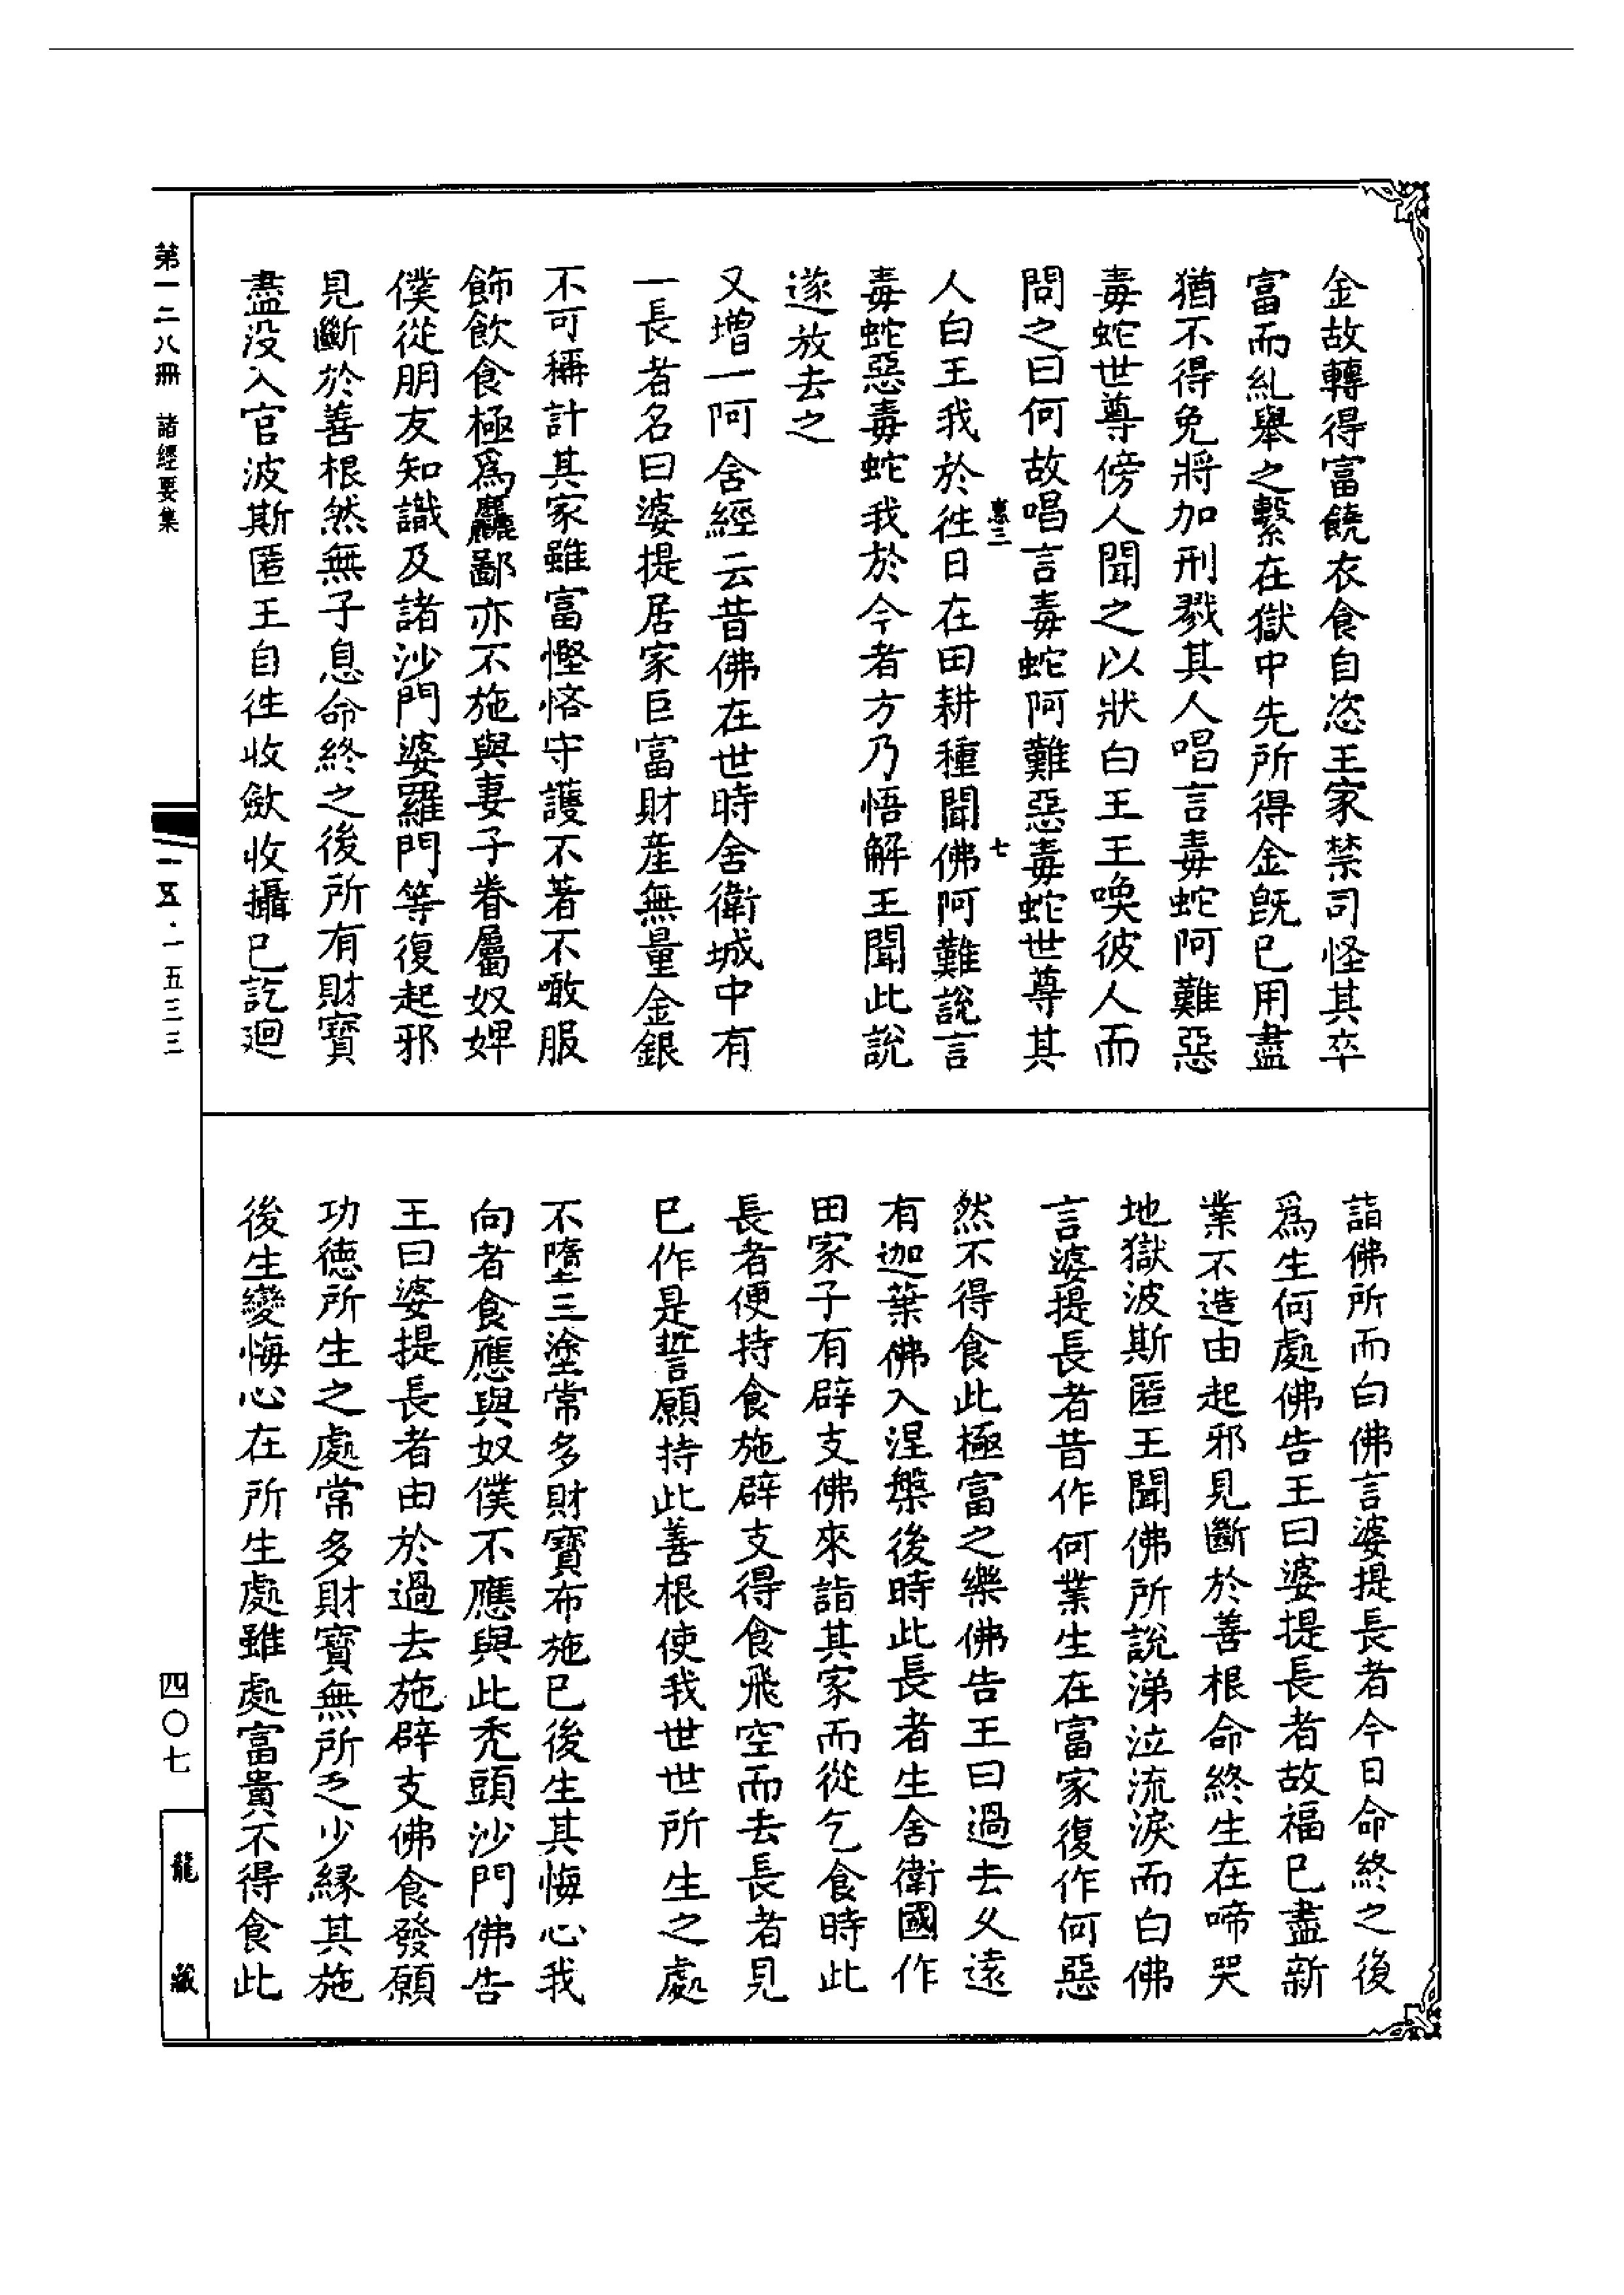 金故轉得富饒衣食自恣王家禁司怪其卒
富而糺舉之繫在獄中先所得金旣已用盡
猶不得免將加刑戮其人唱言毒蛇阿難惡
毒蛇世尊傍人聞之以狀白王王喚彼人而
問之曰何故唱言毒蛇阿難惡毒蛇世尊其
人白王我於往日在田耕種聞佛阿難說言
毒蛇惡毒蛇我於今者方乃悟解王聞此說
遂放去之
又增一阿含經云昔佛在世時舍衛城中有
一長者名曰婆提居家巨富財產無量金銀
不可稱計其家雖富慳悋守護不著不噉服
飾飲食極爲麤鄙亦不施與妻子眷屬奴婢
僕從朋友知識及諸沙門婆羅門等復起邪
見斷於善根然無子息命終之後所有財寶
盡没入官波斯匿王自往收斂收攝已訖迴
詣佛所而白佛言婆提長者今日命終之後
爲生何處佛告王曰婆提長者故福已盡新
業不造由起邪見斷於善根命終生在啼哭
地獄波斯匿王聞佛所說涕泣流淚而白佛
言婆提長者昔作何業生在富家復作何惡
然不得食此極富之樂佛告王曰過去久遠
有迦葉佛入涅槃後時此長者生舍衛國作
田家子有辟支佛來詣其家而從乞食時此
長者便持食施辟支得食飛空而去長者見
已作是誓願持此善根使我世世所生之處
不墮三塗常多財寶布施已後生其悔心我
向者食應與奴僕不應與此禿頭沙門佛告
王曰婆提長者由於過去施辟支佛食發願
功德所生之處常多財寶無所乏少緣其施
後生變悔心在所生處雖處富貴不得食此
第一二八冊 諸經要集
一五·一五三三
四〇七
龍藏
七